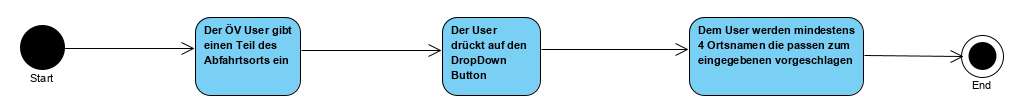 Start
Der ÖV User gibt
einen Teil des
Abfahrtsorts ein
Der User
drückt auf den
DropDown
Button
Dem User werden mindestens
4 Ortsnamen die passen zum
eingegebenen vorgeschlagen
End